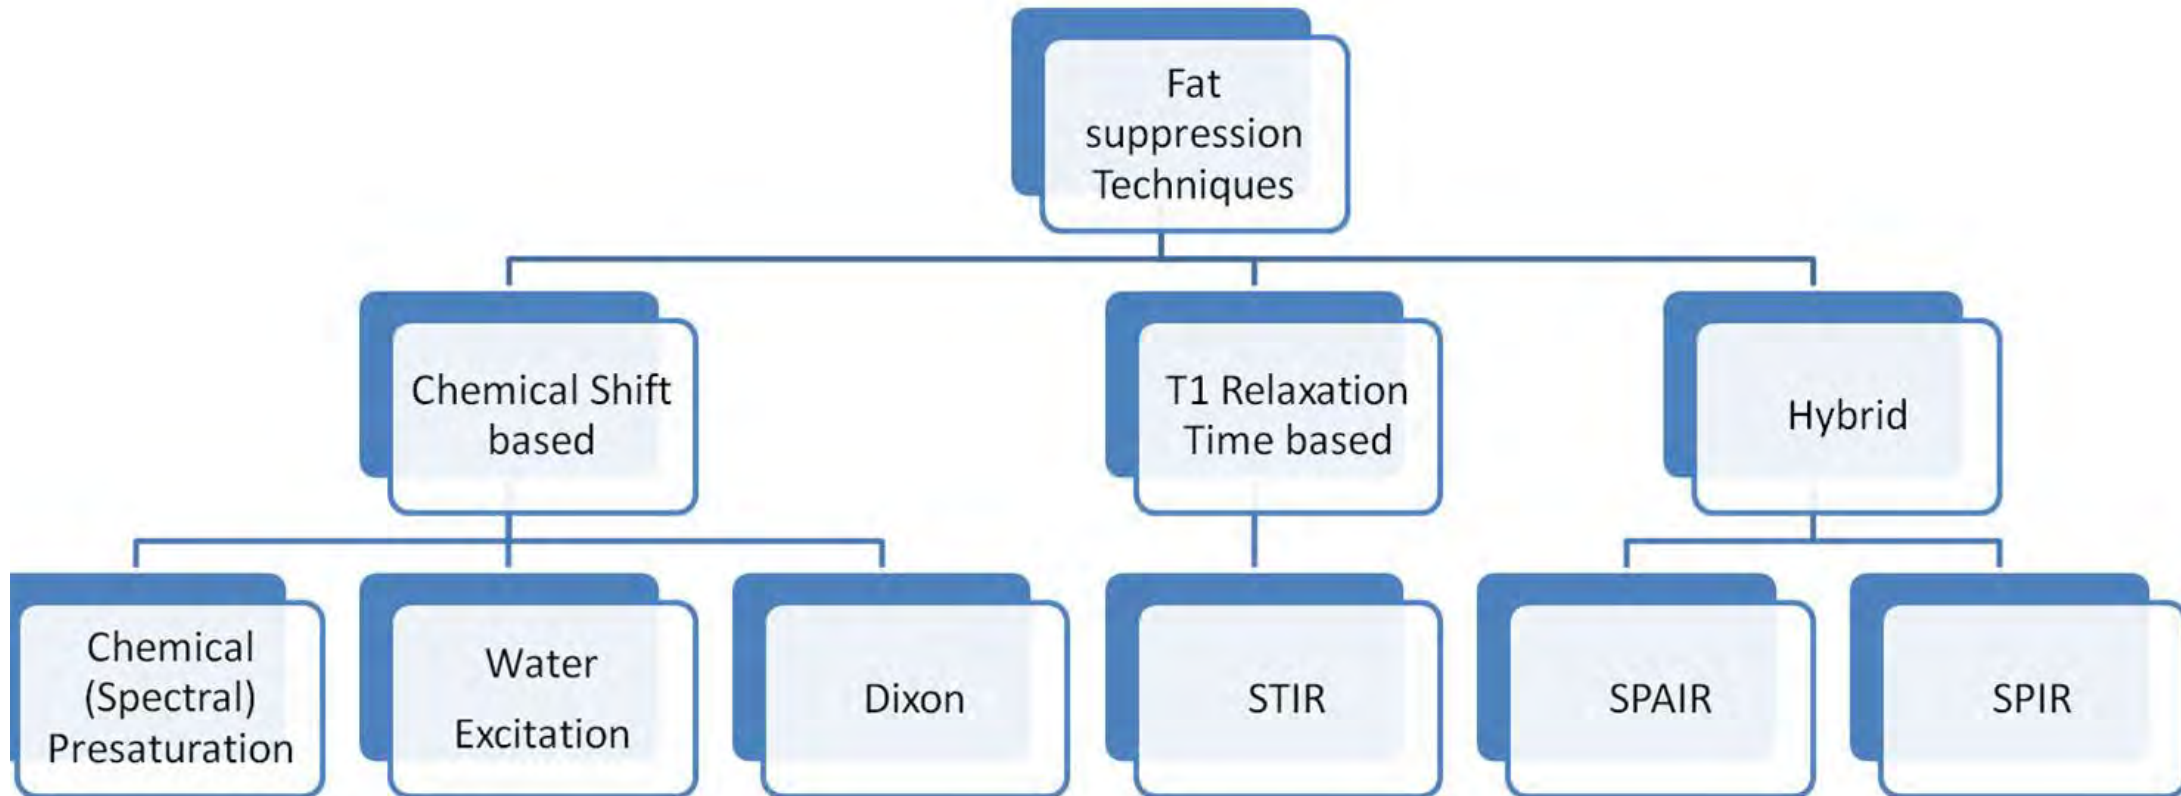 Fat
suppression
Techniques
Chemical Shift
based
T1 Relaxation
Time based
Hybrid
Chemical
(Spectral)
Presaturation
Water
Excitation
Dixon
STIR
SPAIR
SPIR